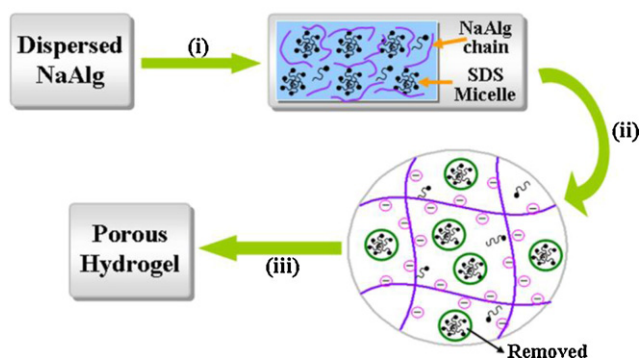 Dispersed
NaAlg
(i)
NaAlg
chain
SDS
Micelle
(ii)
Porous
Hydrogel
(iii)
Removed